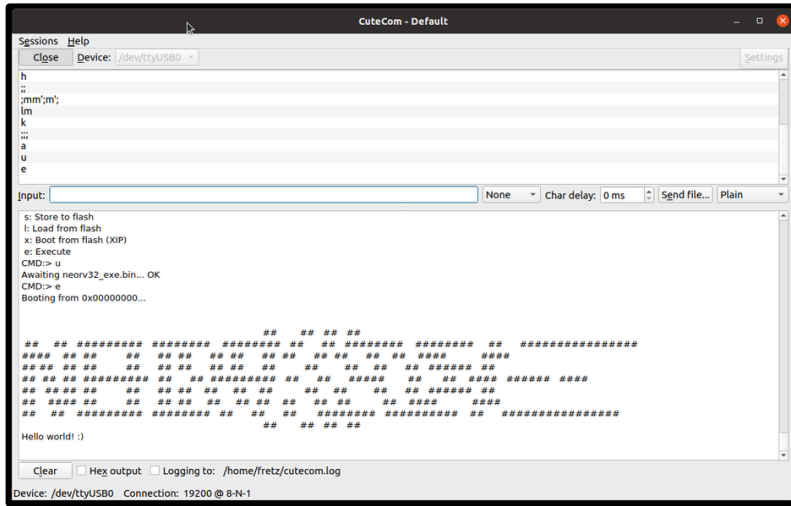 CuteCom - Default
Sessions Help
Close Device: /dev/ttyUSB0 Settings
h
;;
;mm';m';
lm
k
;;;
a
u
e
Input: None Char delay: 0 ms Send file... Plain
s: Store to flash
l: Load from flash
x: Boot from flash (XIP)
e: Execute
CMD:> u
Awaiting neorv32_exe.bin... OK
CMD:> e
Booting from 0x00000000...
## ## ## ##
## ## ######### ######## ######## ## ## ######## ######## ## ################
#### ## ## ## ## ## ## ## ## ## ## ## ## ## #### ####
## ## ## ## ## ## ## ## ## ## ## ## ###### ##
## ## ## ######### ## ## ######### ## ## ##### ## ## #### ###### ####
## ## ## ## ## ## ## ## ## ## ## ## ## ## ###### ##
## #### ## ## ## ## ## ## ## ## ## ## ## #### ####
## ## ######### ######## ## ## ## ######## ########## ## ################
## ## ## ##
Hello world! :)
Clear Hex output Logging to: /home/fretz/cutecom.log
Device: /dev/ttyUSB0 Connection: 19200 @ 8-N-1